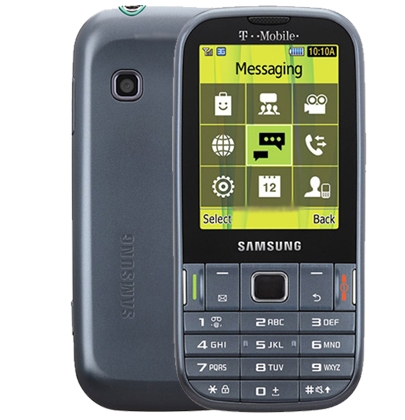 T··Mobile·
3G
10:10A
Messaging
12
Select Back
SAMSUNG
SAMSUNG
1 2ABC 3DEF
4GHI 5JKL 6MNO
7PQRS 8TUV 9WXYZ
* 0+ #